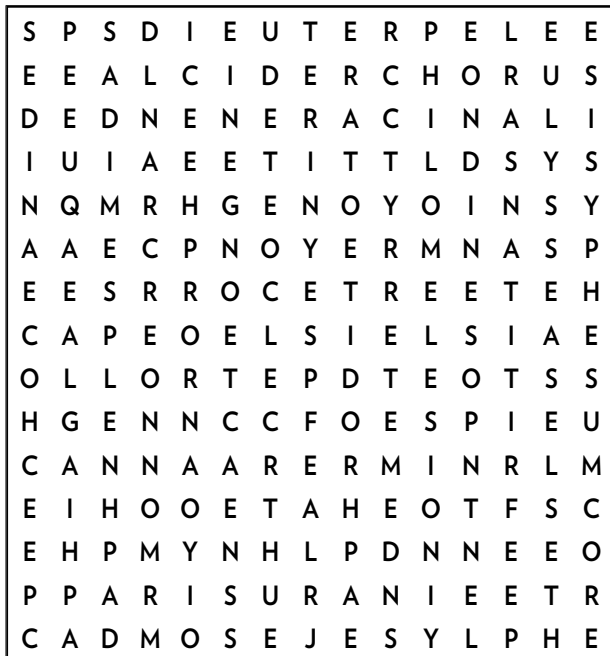 S P S D I E U T E R P E L E E
E E A L C I D E R C H O R U S
D E D N E N E R A C I N A L I
I U I A E E T I T T L D S Y S
N Q M R H G E N O Y O I N S Y
A A E C P N O Y E R M N A S P
E E S R R O C E T R E E T E H
C A P E O E L S I E L S I A E
O L L O R T E P D T E O T S S
H G E N N C C F O E S P I E U
C A N N A A R E R M I N R L M
E I H O O E T A H E O T F S C
E H P M Y N H L P D N N E E O
P P A R I S U R A N I E E T R
C A D M O S E J E S Y L P H E